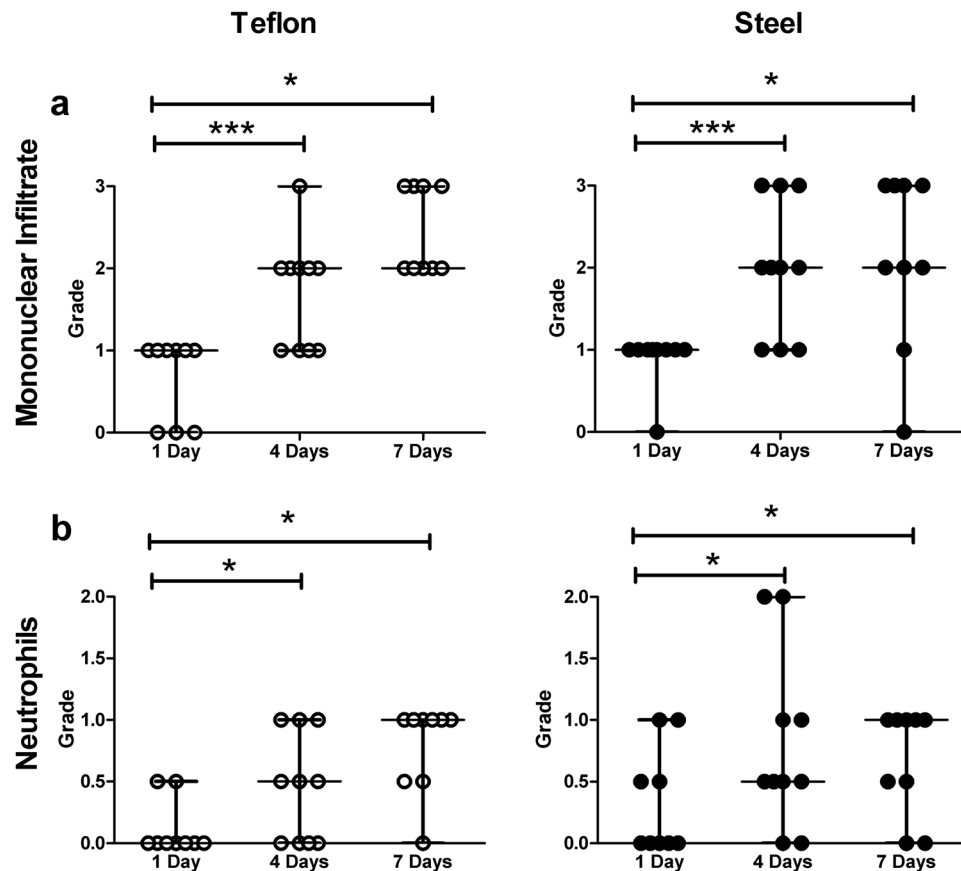 Teflon
Steel
a
*
***
*
***
Mononuclear Infiltrate
Grade
3
2
1
0
1 Day
4 Days
7 Days
Grade
3
2
1
0
1 Day
4 Days
7 Days
b
*
*
*
*
Neutrophils
Grade
2.0
1.5
1.0
0.5
0.0
1 Day
4 Days
7 Days
Grade
2.0
1.5
1.0
0.5
0.0
1 Day
4 Days
7 Days